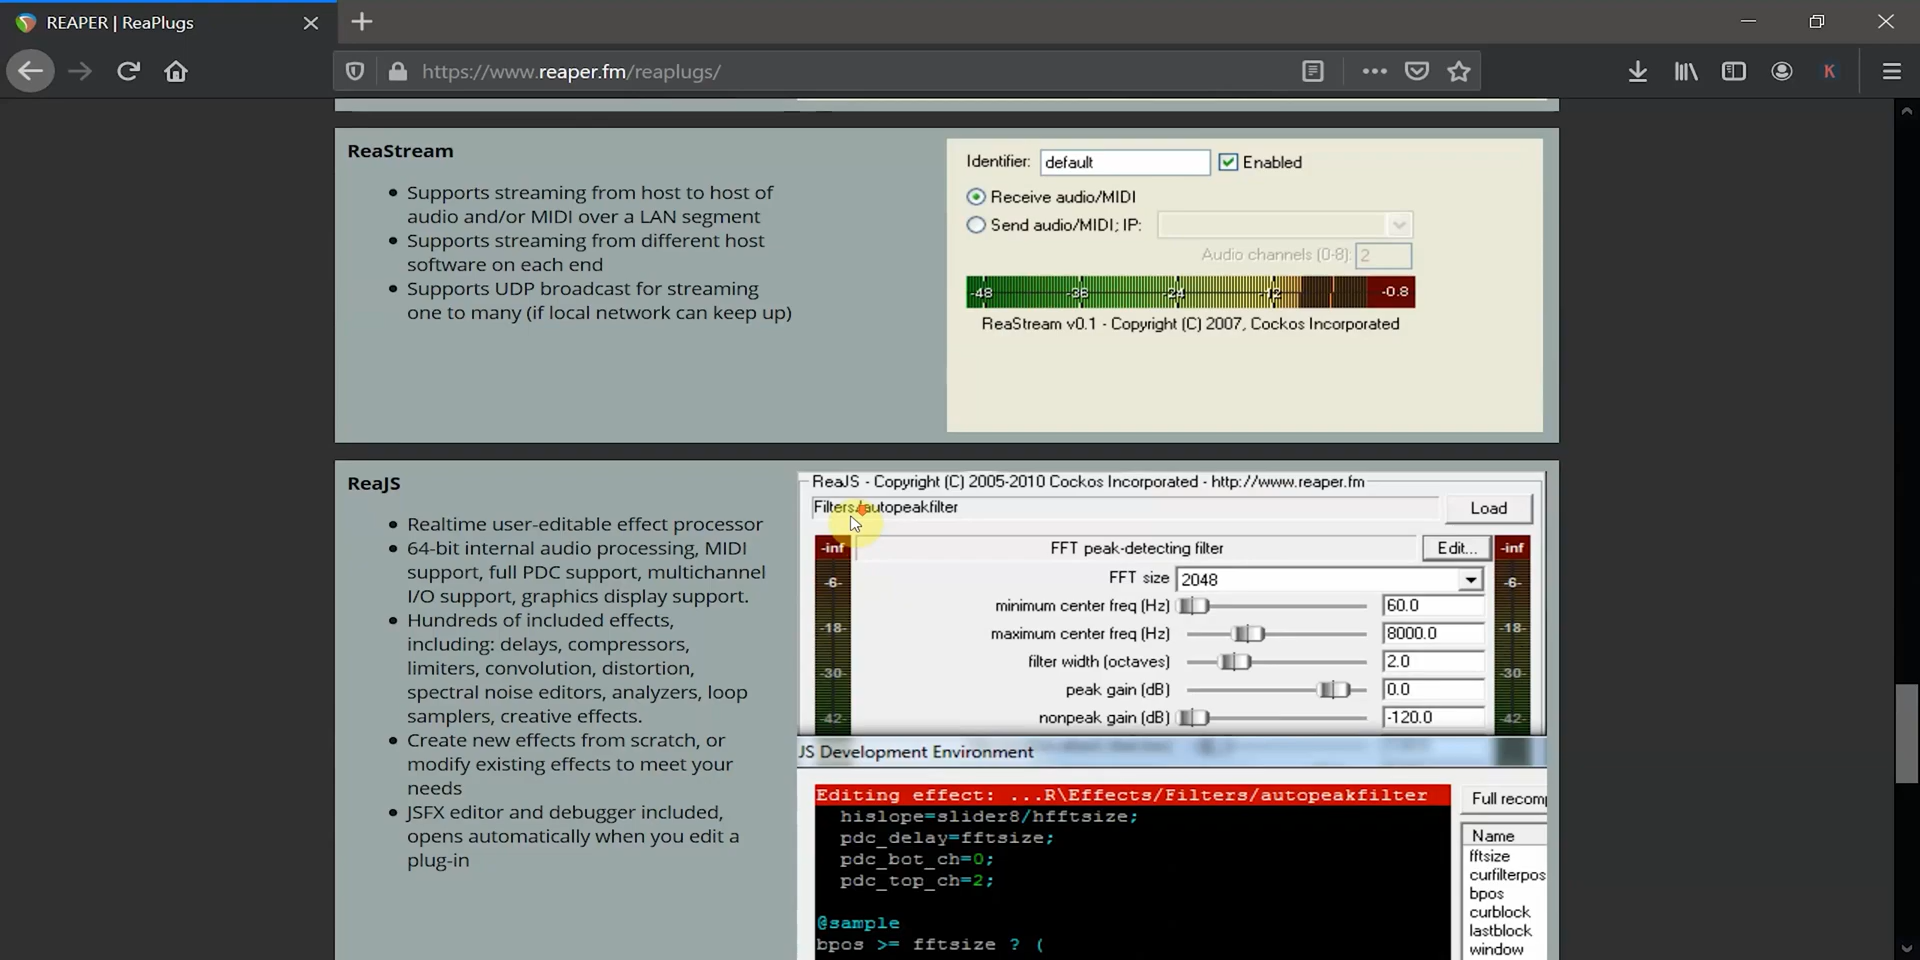 REAPER | ReaPlugs
https://www.reaper.fm/reaplugs/
K
ReaStream
Supports streaming from host to host of
audio and/or MIDI over a LAN segment
Supports streaming from different host
software on each end
Supports UDP broadcast for streaming
one to many (if local network can keep up)
Identifier: default Enabled
Receive audio/MIDI
Send audio/MIDI; IP:
Audio channels (0-8): 2
-48 -36 -24 -12 -0.8
ReaStream v0.1 - Copyright (C) 2007, Cockos Incorporated
ReaJS
Realtime user-editable effect processor
64-bit internal audio processing, MIDI
support, full PDC support, multichannel
I/O support, graphics display support.
Hundreds of included effects,
including: delays, compressors,
limiters, convolution, distortion,
spectral noise editors, analyzers, loop
samplers, creative effects.
Create new effects from scratch, or
modify existing effects to meet your
needs
JSFX editor and debugger included,
opens automatically when you edit a
plug-in
ReaJS - Copyright (C) 2005-2010 Cockos Incorporated - http://www.reaper.fm
Filters/autopeakfilter Load
-inf FFT peak-detecting filter Edit... -inf
FFT size 2048
-6- -6-
minimum center freq (Hz) 60.0
maximum center freq (Hz) 8000.0
-18- -18-
filter width (octaves) 2.0
-30- -30-
peak gain (dB) 0.0
nonpeak gain (dB) -120.0
-42- -42-
JS Development Environment
Editing effect: ...R\Effects/Filters/autopeakfilter
Full recomp
hislope=slider8/hfftsize;
pdc_delay=fftsize;
pdc_bot_ch=0;
pdc_top_ch=2;
@sample
bpos >= fftsize ? (
Name
fftsize
curfilterpos
bpos
curblock
lastblock
window